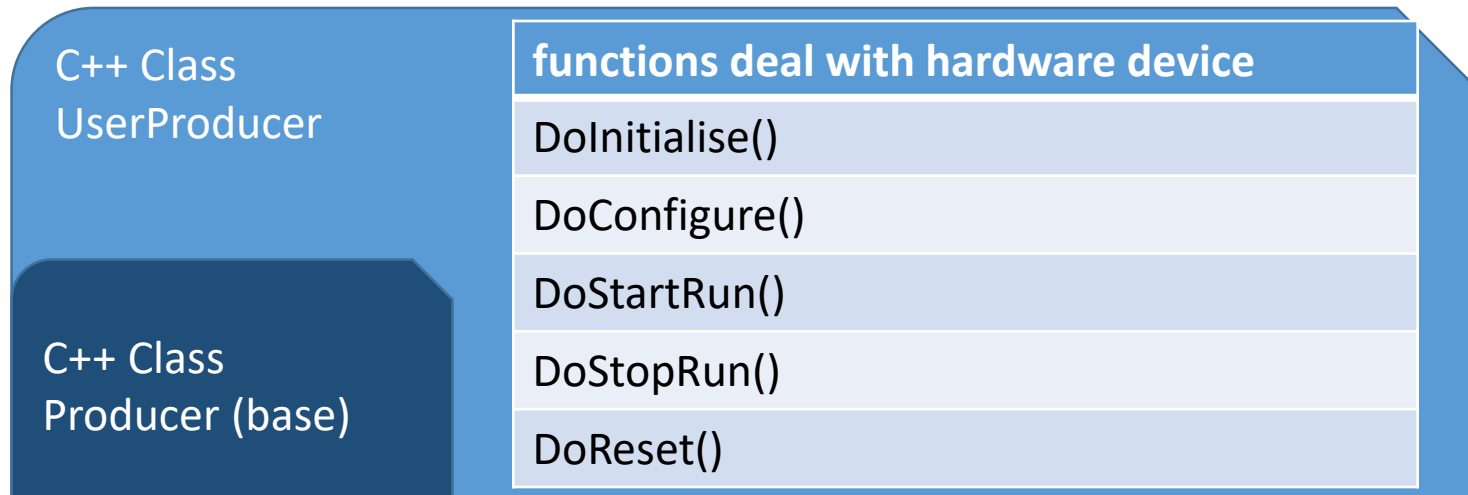 C++ Class
UserProducer
C++ Class
Producer (base)
functions deal with hardware device
DoInitialise()
DoConfigure()
DoStartRun()
DoStopRun()
DoReset()